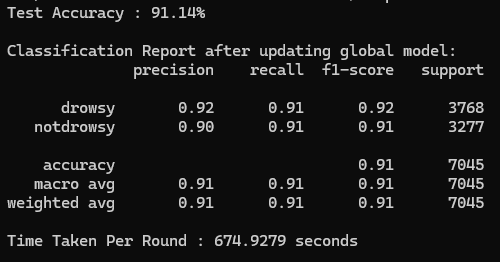 Test Accuracy : 91.14%
Classification Report after updating global model:
precision recall f1-score support
drowsy 0.92 0.91 0.92 3768
notdrowsy 0.90 0.91 0.91 3277
accuracy 0.91 7045
macro avg 0.91 0.91 0.91 7045
weighted avg 0.91 0.91 0.91 7045
Time Taken Per Round : 674.9279 seconds